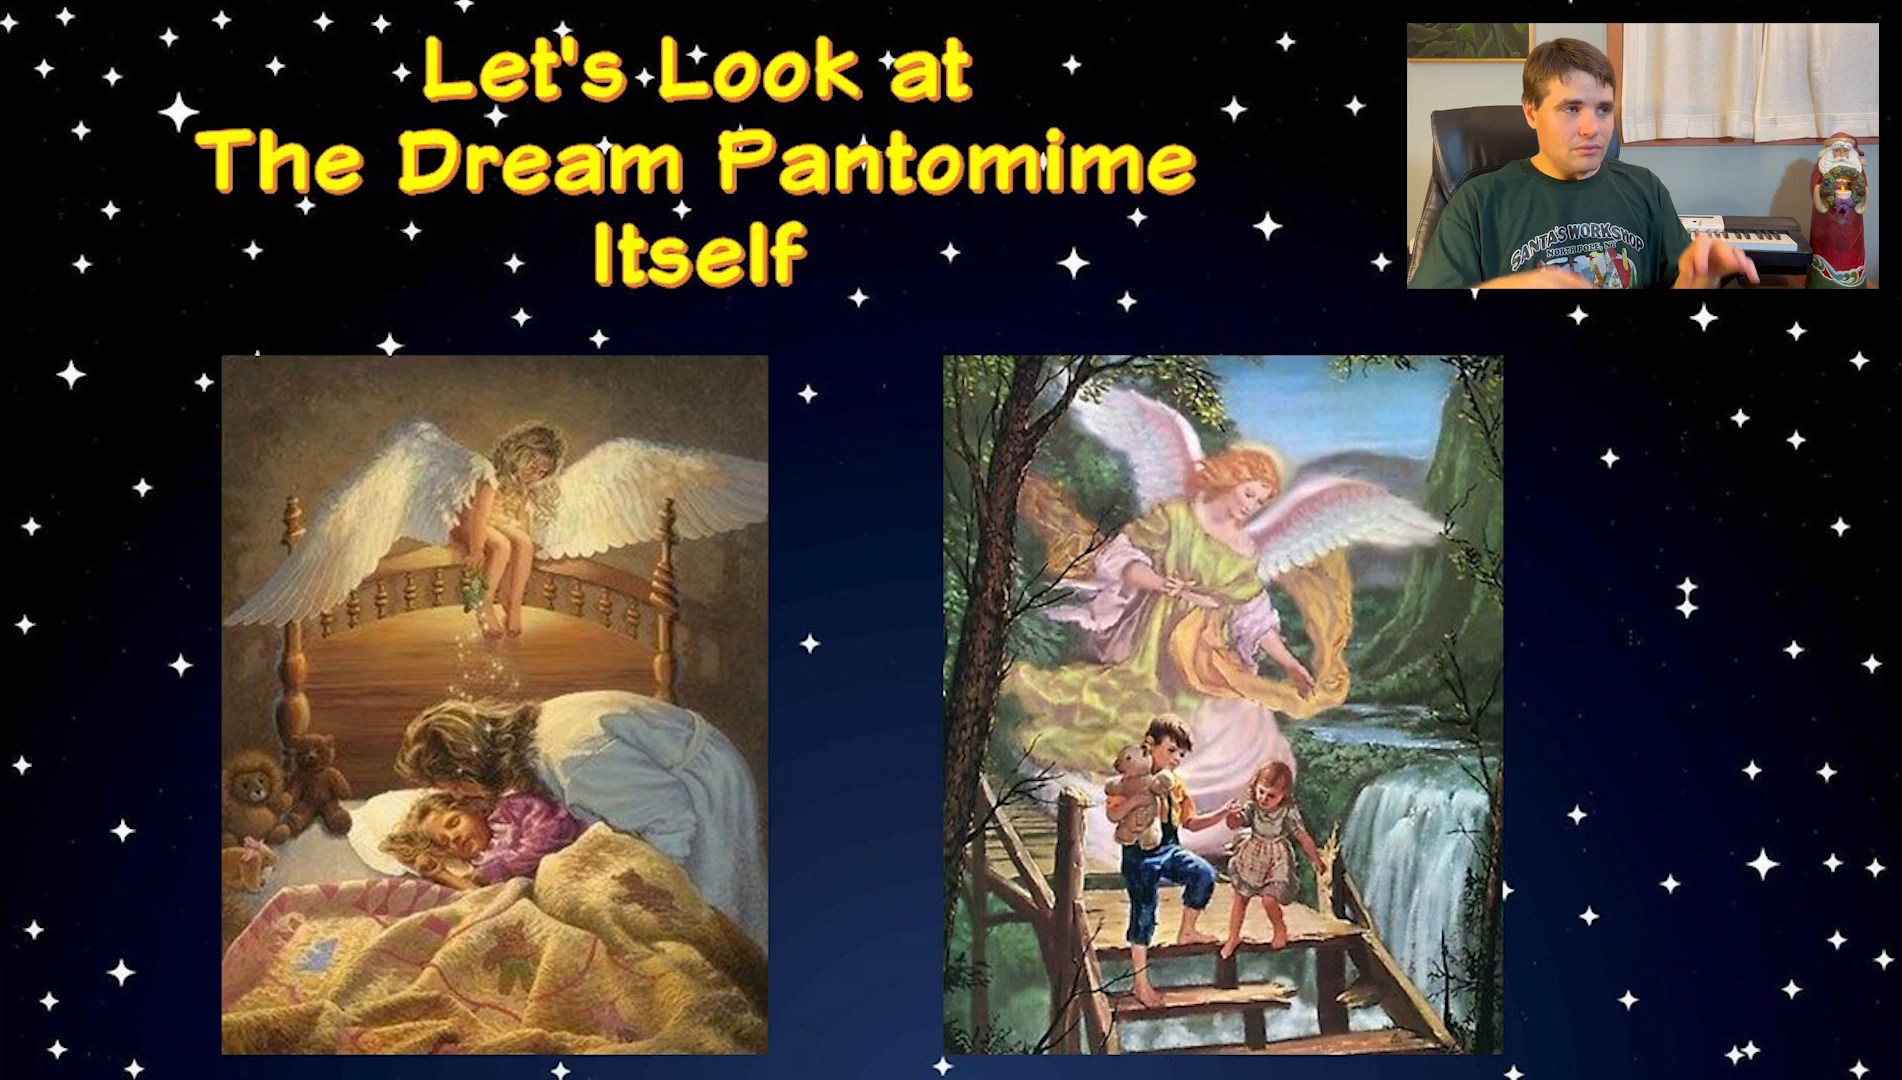 Let's Look at
The Dream Pantomime
Itself
SANTA'S WORKSHOP
NORTH POLE, NY